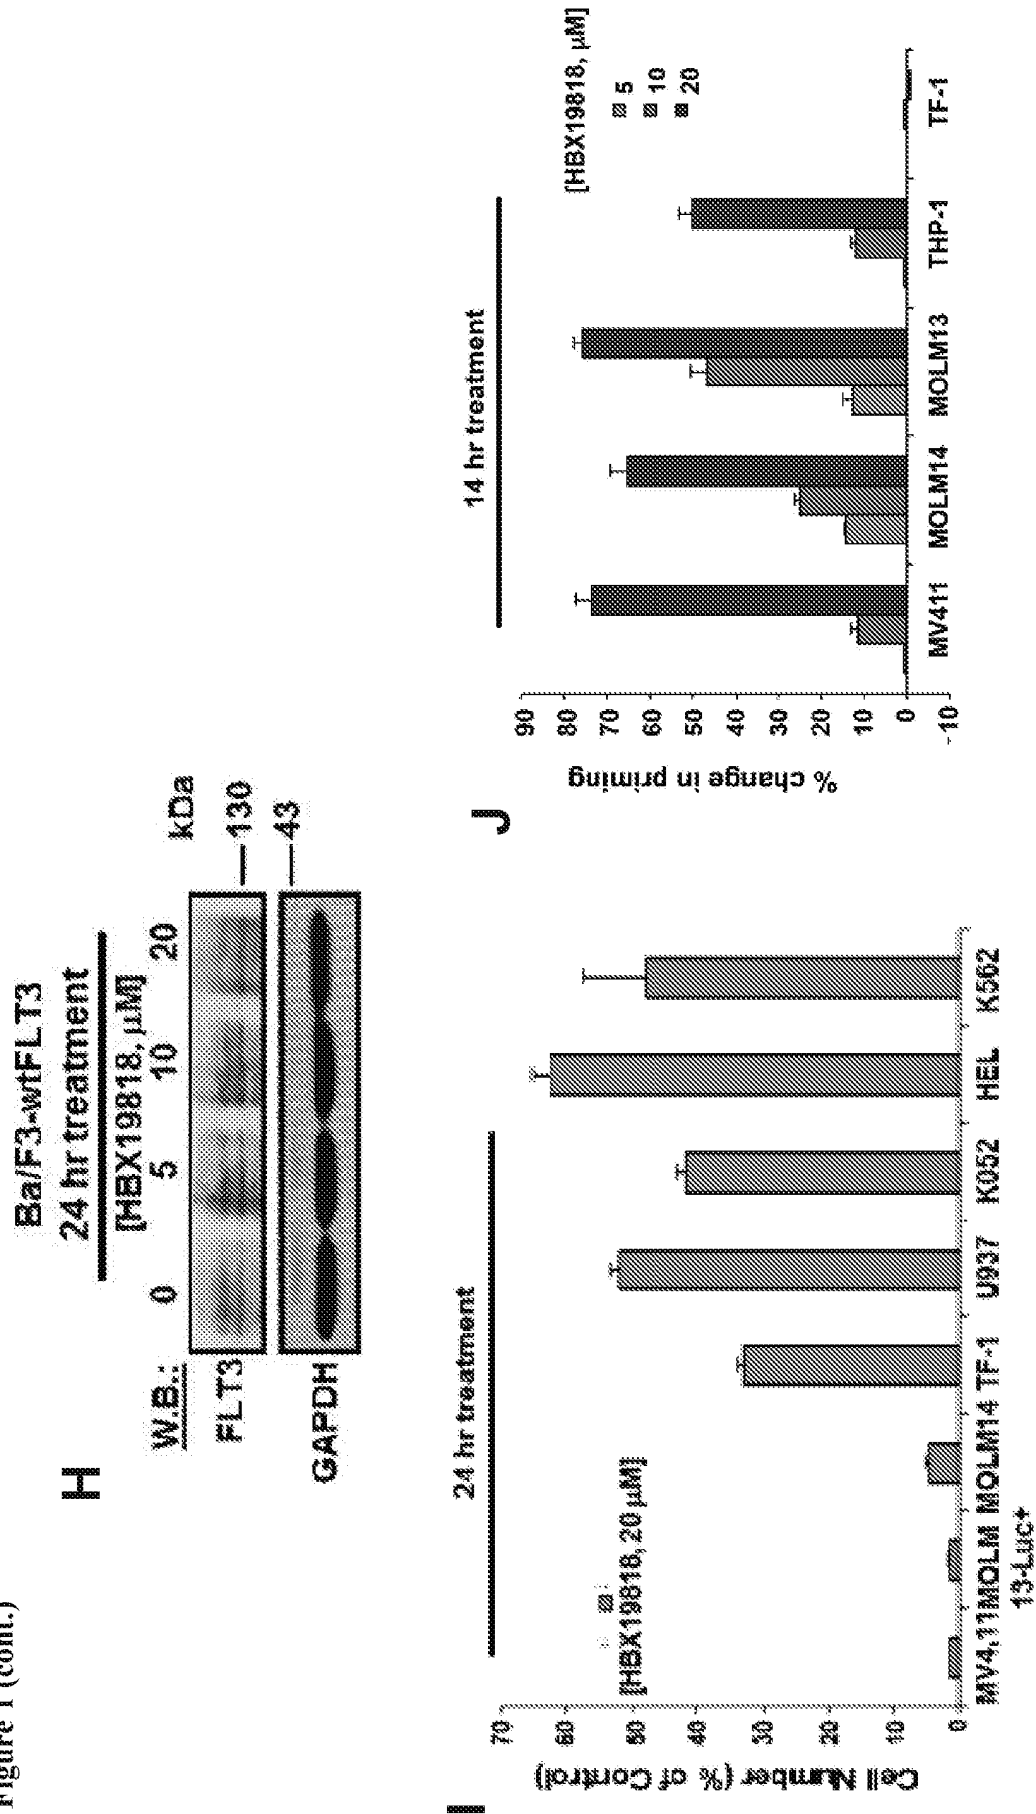 Figure 1 (cont.)
H
Ba/F3-wtFLT3
24 hr treatment
[HBX19818, μM]
W.B.: 0 5 10 20 kDa
FLT3 130
GAPDH 43
I
24 hr treatment
[HBX19818, 20 μM]
Cell Number (% of Control)
70
60
50
40
30
20
10
0
MV4,11 MOLM MOLM14 TF-1 U937 K052 HEL K562
13-Luc+
J
14 hr treatment
[HBX19818, μM]
5
10
20
% change in priming
90
80
70
60
50
40
30
20
10
0
-10
MV411 MOLM14 MOLM13 THP-1 TF-1